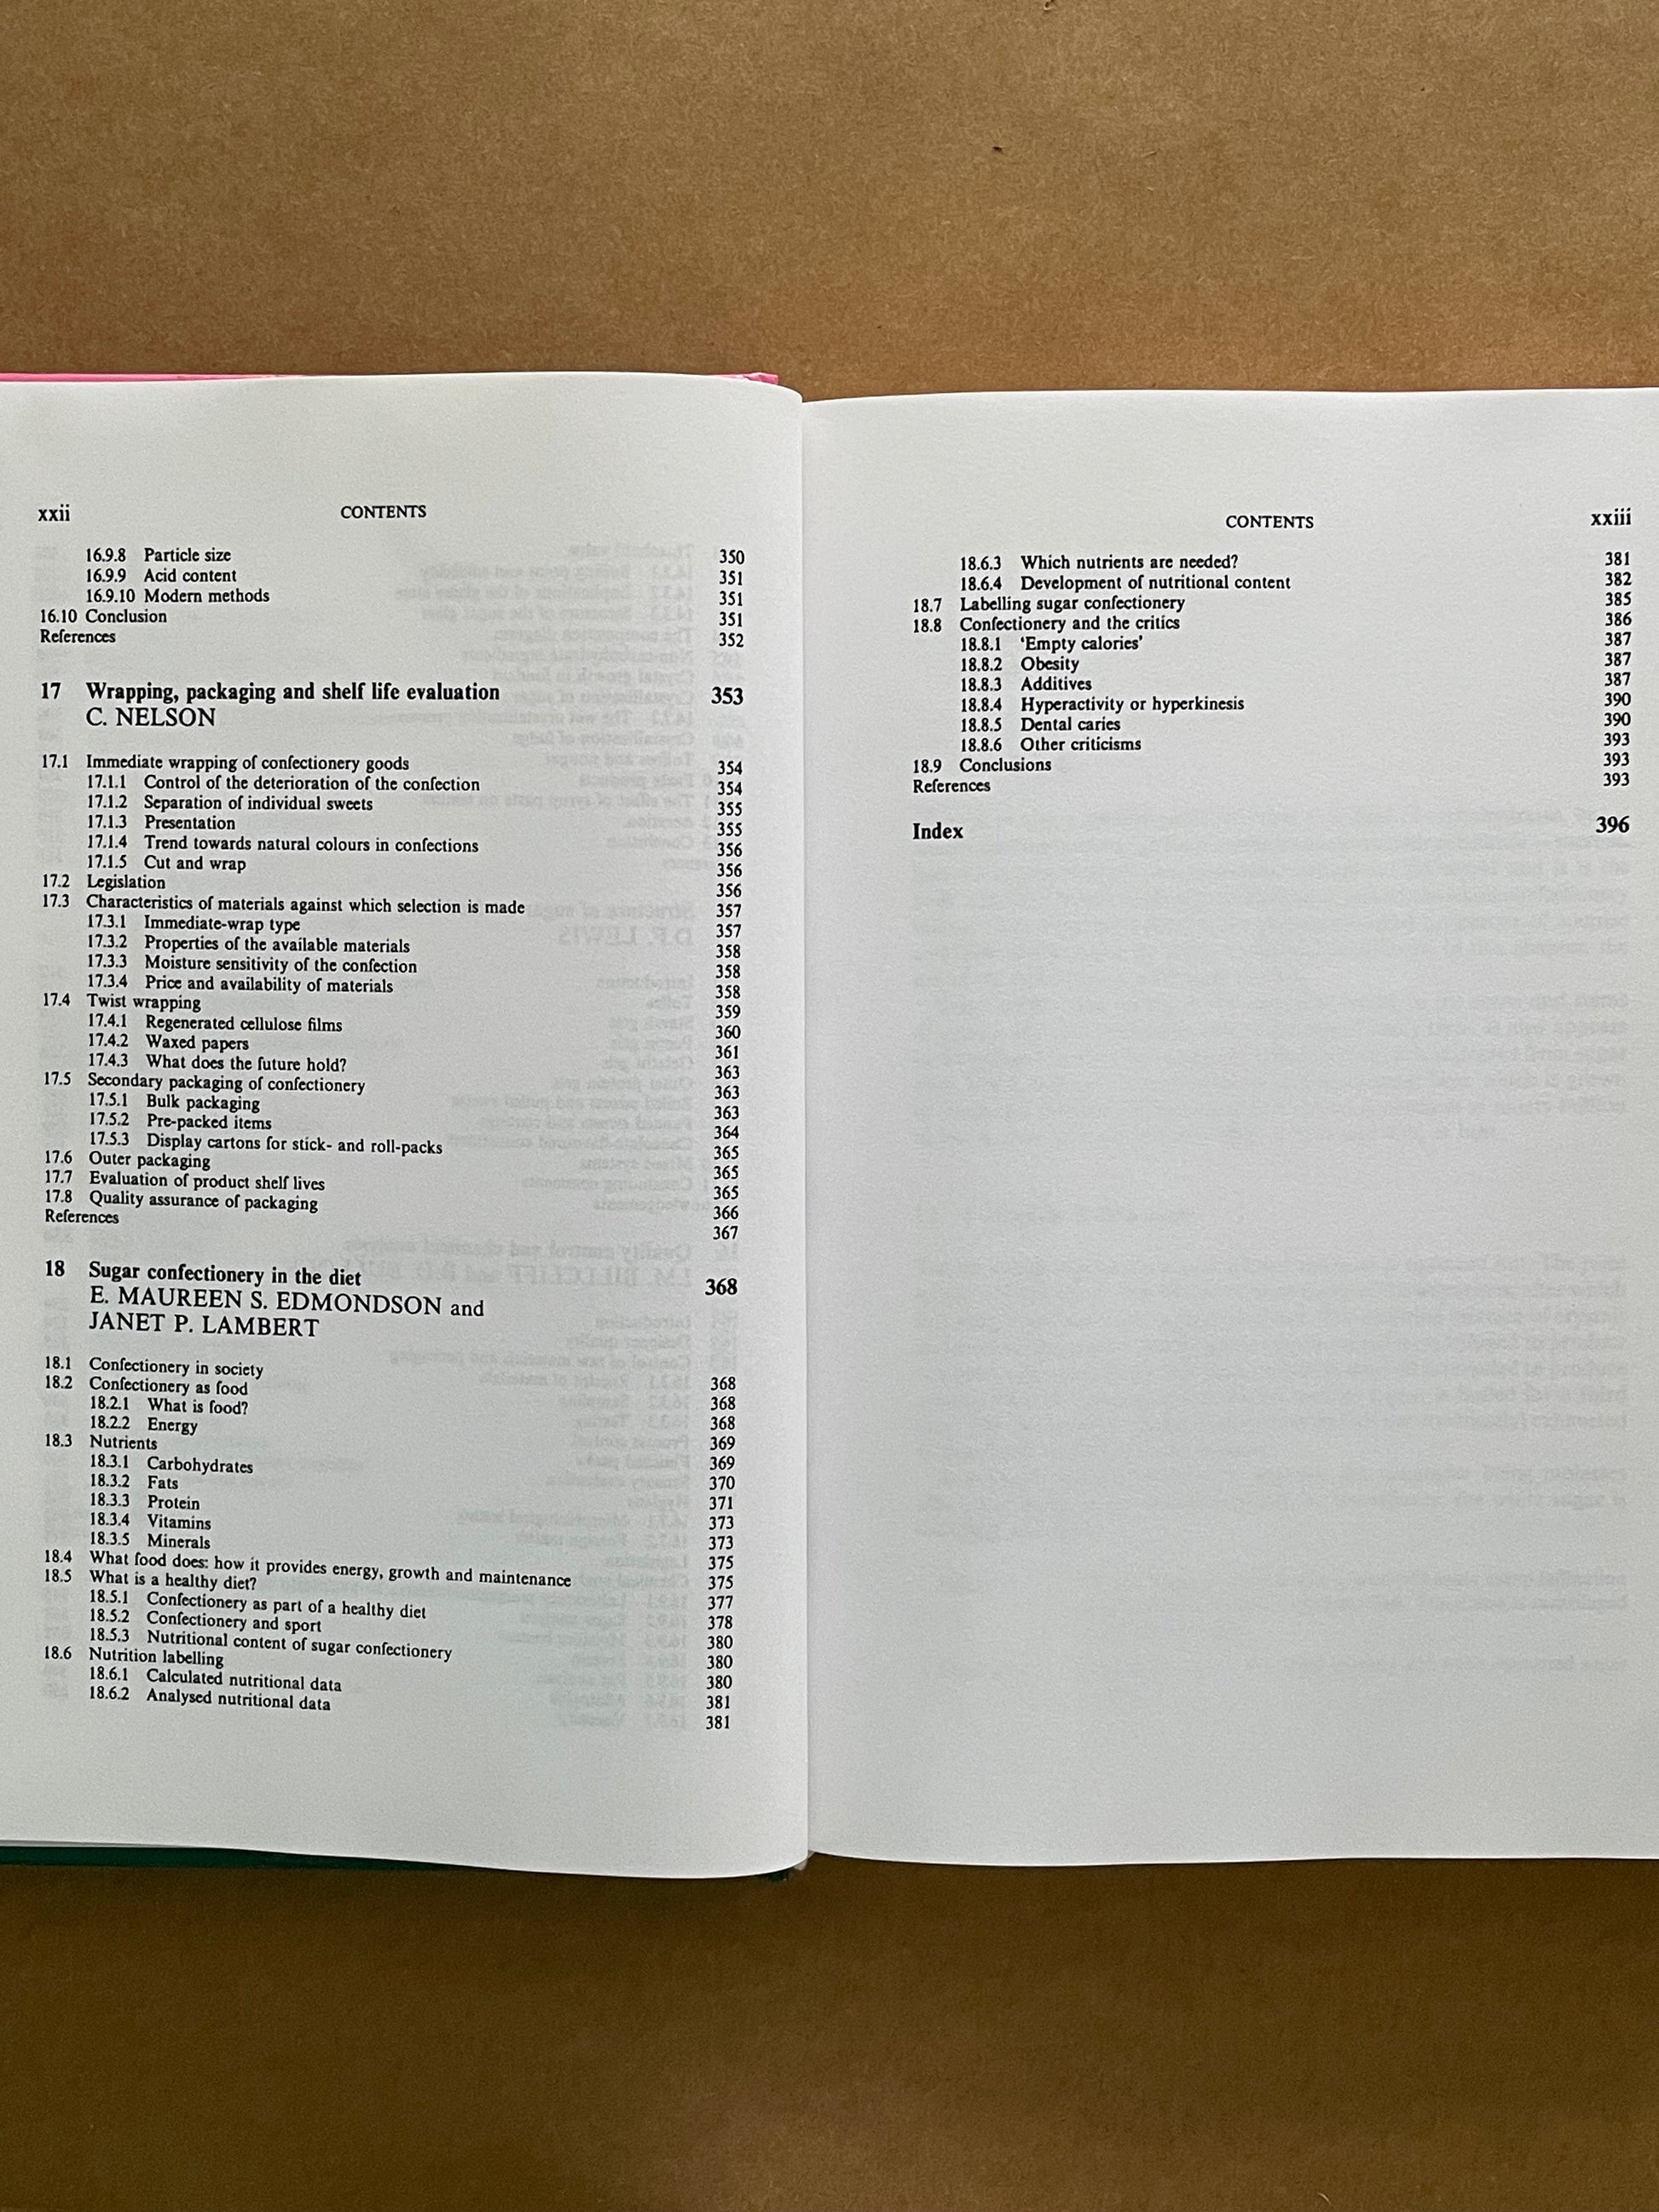 xxii CONTENTS
16.9.8 Particle size 350
16.9.9 Acid content 351
16.9.10 Modern methods 351
16.10 Conclusion 351
References 352
17 Wrapping, packaging and shelf life evaluation 353
C. NELSON
17.1 Immediate wrapping of confectionery goods 354
17.1.1 Control of the deterioration of the confection 354
17.1.2 Separation of individual sweets 355
17.1.3 Presentation 355
17.1.4 Trend towards natural colours in confections 356
17.1.5 Cut and wrap 356
17.2 Legislation 356
17.3 Characteristics of materials against which selection is made 357
17.3.1 Immediate-wrap type 357
17.3.2 Properties of the available materials 358
17.3.3 Moisture sensitivity of the confection 358
17.3.4 Price and availability of materials 358
17.4 Twist wrapping 359
17.4.1 Regenerated cellulose films 360
17.4.2 Waxed papers 361
17.4.3 What does the future hold? 363
17.5 Secondary packaging of confectionery 363
17.5.1 Bulk packaging 363
17.5.2 Pre-packed items 364
17.5.3 Display cartons for stick- and roll-packs 365
17.6 Outer packaging 365
17.7 Evaluation of product shelf lives 365
17.8 Quality assurance of packaging 366
References 367
18 Sugar confectionery in the diet 368
E. MAUREEN S. EDMONDSON and
JANET P. LAMBERT
18.1 Confectionery in society 368
18.2 Confectionery as food 368
18.2.1 What is food? 368
18.2.2 Energy 369
18.3 Nutrients 369
18.3.1 Carbohydrates 370
18.3.2 Fats 371
18.3.3 Protein 373
18.3.4 Vitamins 373
18.3.5 Minerals 375
18.4 What food does: how it provides energy, growth and maintenance 375
18.5 What is a healthy diet? 377
18.5.1 Confectionery as part of a healthy diet 378
18.5.2 Confectionery and sport 380
18.5.3 Nutritional content of sugar confectionery 380
18.6 Nutrition labelling 380
18.6.1 Calculated nutritional data 381
18.6.2 Analysed nutritional data 381
CONTENTS xxiii
18.6.3 Which nutrients are needed? 381
18.6.4 Development of nutritional content 382
18.7 Labelling sugar confectionery 385
18.8 Confectionery and the critics 386
18.8.1 'Empty calories' 387
18.8.2 Obesity 387
18.8.3 Additives 387
18.8.4 Hyperactivity or hyperkinesis 390
18.8.5 Dental caries 390
18.8.6 Other criticisms 393
18.9 Conclusions 393
References 393
Index 396